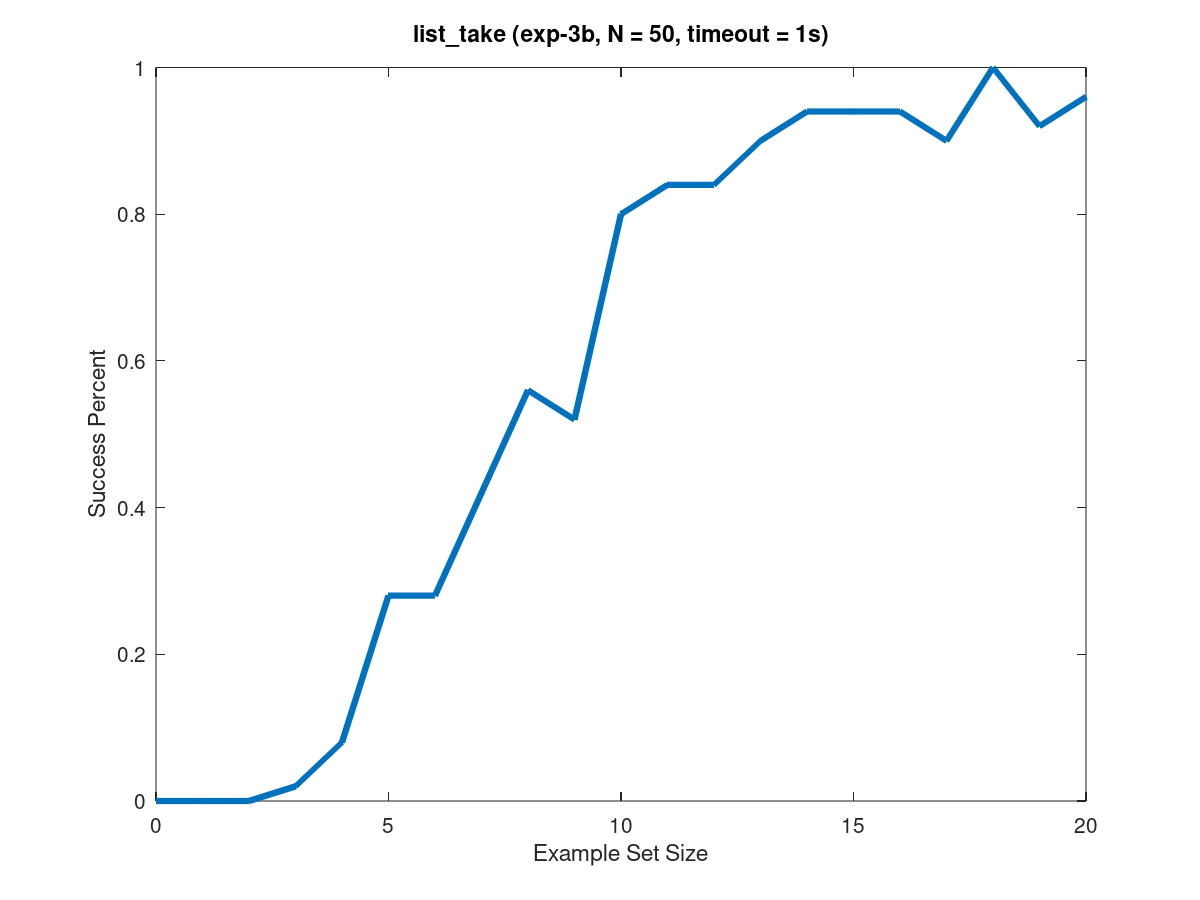 list_take (exp-3b, N = 50, timeout = 1s)
1
0.8
0.6
0.4
0.2
0
Success Percent
0 5 10 15 20
Example Set Size